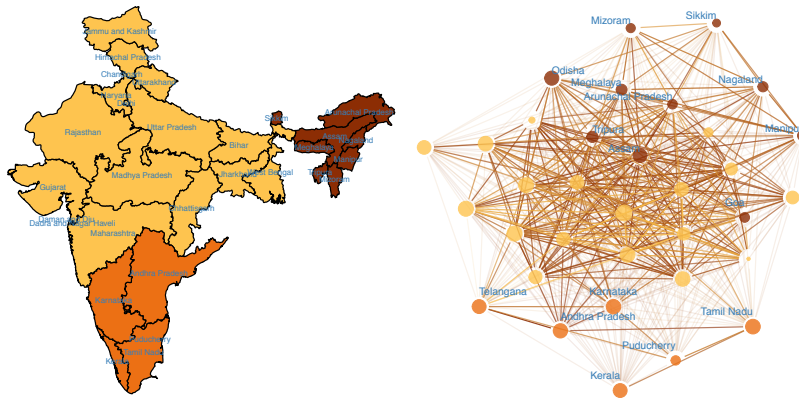 Jammu and Kashmir
Himachal Pradesh
Chandigarh
Uttarakhand
Haryana
Delhi
Rajasthan
Uttar Pradesh
Sikkim
Arunachal Pradesh
Assam
Nagaland
Meghalaya
Manipur
Bihar
Tripura
Mizoram
Gujarat
Madhya Pradesh
Jharkhand
West Bengal
Chhattisgarh
Daman and Diu
Dadra and Nagar Haveli
Maharashtra
Andhra Pradesh
Karnataka
Puducherry
Tamil Nadu
Kerala
Mizoram
Sikkim
Odisha
Meghalaya
Nagaland
Arunachal Pradesh
Tripura
Manipu
Assam
Goa
Telangana
Karnataka
Andhra Pradesh
Tamil Nadu
Puducherry
Kerala